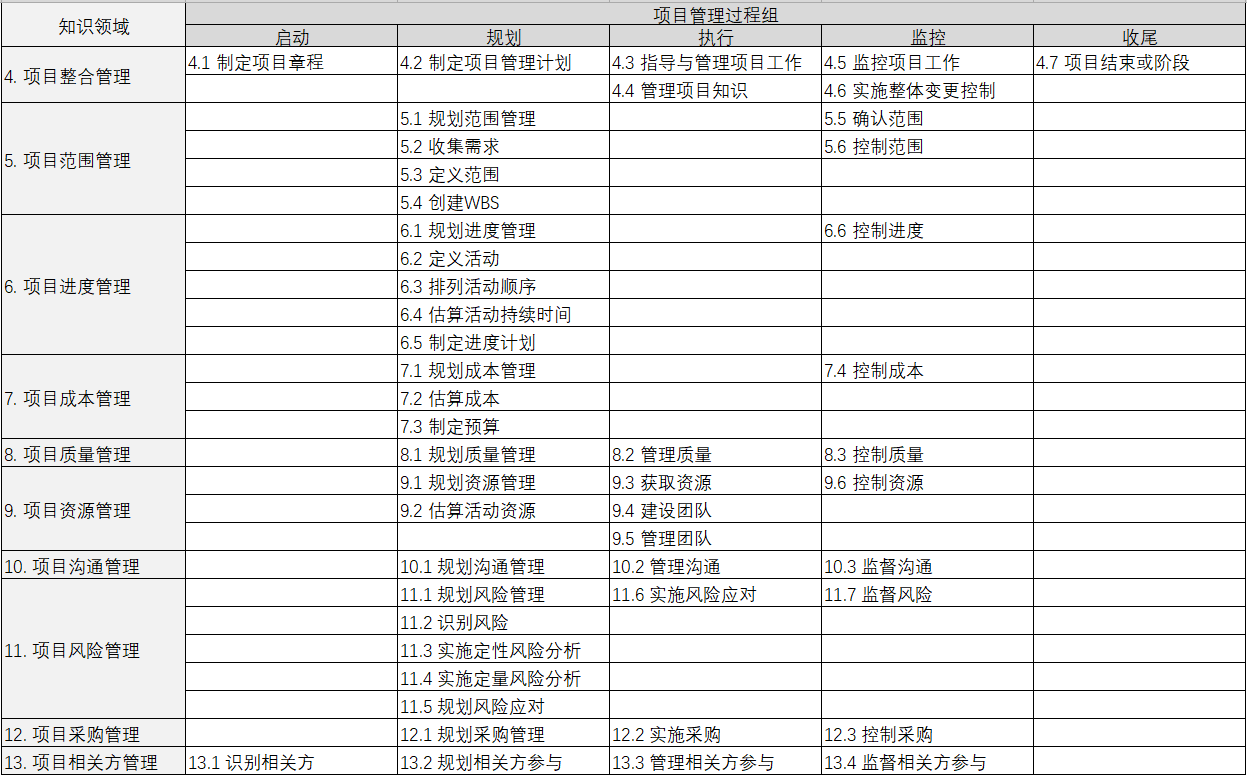 知识领域 项目管理过程组
启动 规划 执行 监控 收尾
4. 项目整合管理 4.1 制定项目章程 4.2 制定项目管理计划 4.3 指导与管理项目工作 4.5 监控项目工作 4.7 项目结束或阶段
4.4 管理项目知识 4.6 实施整体变更控制
5. 项目范围管理 5.1 规划范围管理 5.5 确认范围
5.2 收集需求 5.6 控制范围
5.3 定义范围
5.4 创建WBS
6. 项目进度管理 6.1 规划进度管理 6.6 控制进度
6.2 定义活动
6.3 排列活动顺序
6.4 估算活动持续时间
6.5 制定进度计划
7. 项目成本管理 7.1 规划成本管理 7.4 控制成本
7.2 估算成本
7.3 制定预算
8. 项目质量管理 8.1 规划质量管理 8.2 管理质量 8.3 控制质量
9. 项目资源管理 9.1 规划资源管理 9.3 获取资源 9.6 控制资源
9.2 估算活动资源 9.4 建设团队
9.5 管理团队
10. 项目沟通管理 10.1 规划沟通管理 10.2 管理沟通 10.3 监督沟通
11. 项目风险管理 11.1 规划风险管理 11.6 实施风险应对 11.7 监督风险
11.2 识别风险
11.3 实施定性风险分析
11.4 实施定量风险分析
11.5 规划风险应对
12. 项目采购管理 12.1 规划采购管理 12.2 实施采购 12.3 控制采购
13. 项目相关方管理 13.1 识别相关方 13.2 规划相关方参与 13.3 管理相关方参与 13.4 监督相关方参与